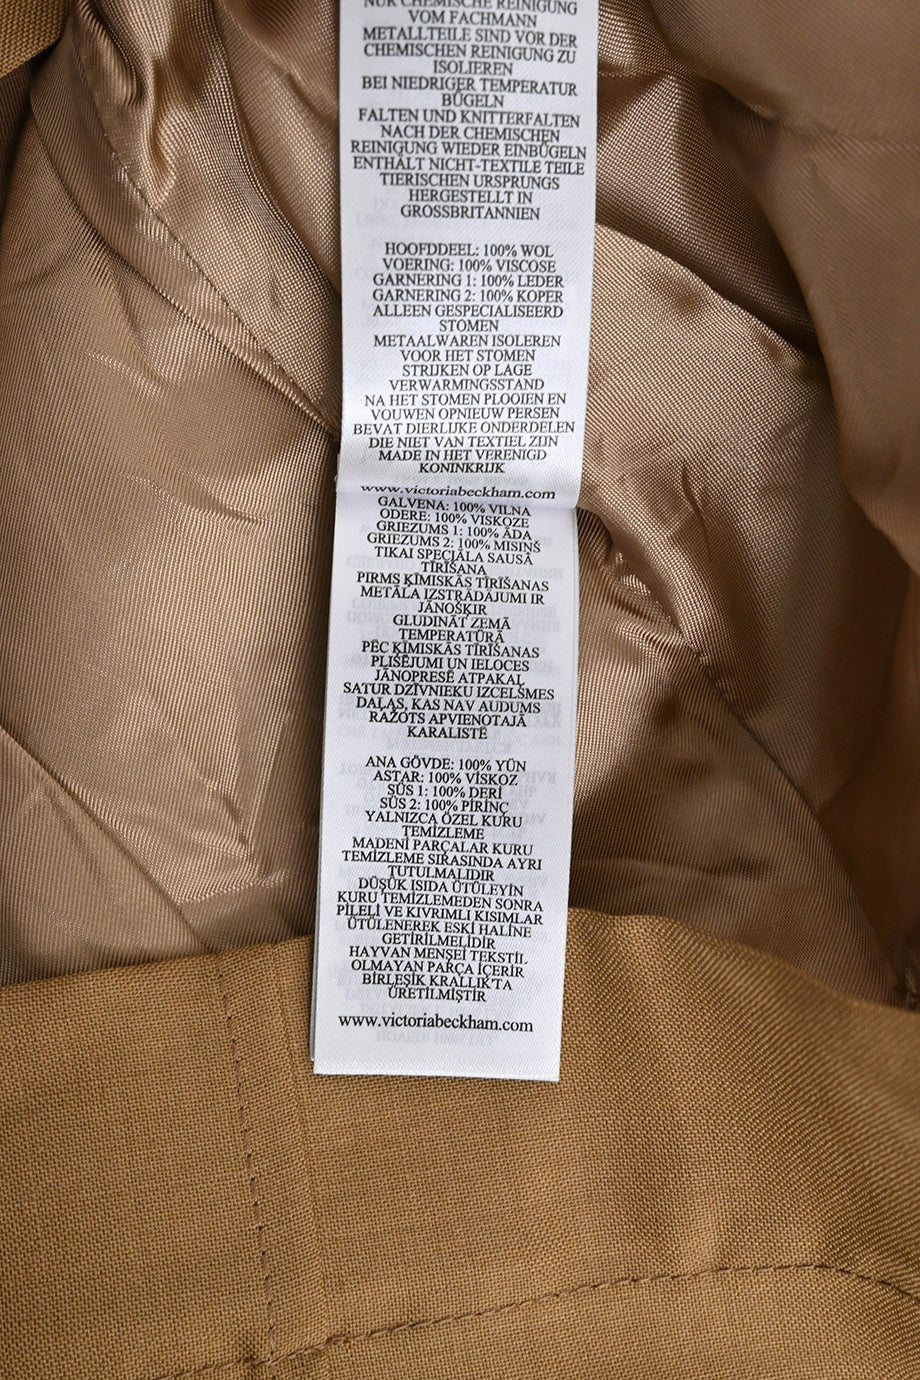 NUR CHEMISCHE REINIGUNG
VOM FACHMANN
METALLTEILE SIND VOR DER
CHEMISCHEN REINIGUNG ZU
ISOLIEREN
BEI NIEDRIGER TEMPERATUR
BÜGELN
FALTEN UND KNITTERFALTEN
NACH DER CHEMISCHEN
REINIGUNG WIEDER EINBÜGELN
ENTHÄLT NICHT-TEXTILE TEILE
TIERISCHEN URSPRUNGS
HERGESTELLT IN
GROSSBRITANNIEN
HOOFDDEEL: 100% WOL
VOERING: 100% VISCOSE
GARNERING 1: 100% LEDER
GARNERING 2: 100% KOPER
ALLEEN GESPECIALISEERD
STOMEN
METAALWAREN ISOLEREN
VOOR HET STOMEN
STRIJKEN OP LAGE
VERWARMINGSSTAND
NA HET STOMEN PLOOIEN EN
VOUWEN OPNIEUW PERSEN
BEVAT DIERLIJKE ONDERDELEN
DIE NIET VAN TEXTIEL ZIJN
MADE IN HET VERENIGD
KONINKRIJK
www.victoriabeckham.com
GALVENA: 100% VILNA
ODERE: 100% VISKOZE
GRIEZUMS 1: 100% ĀDA
GRIEZUMS 2: 100% MISIŅŠ
TIKAI SPECIĀLA SAUSĀ
TĪRĪŠANA
PIRMS ĶIMISKĀS TĪRĪŠANAS
METĀLA IZSTRĀDĀJUMI IR
JĀNOŠĶIR
GLUDINĀT ZEMĀ
TEMPERATŪRĀ
PĒC ĶIMISKĀS TĪRĪŠANAS
PLISĒJUMI UN IELOCES
JĀNOPRESĒ ATPAKAĻ
SATUR DZĪVNIEKU IZCELSMES
DAĻAS, KAS NAV AUDUMS
RAŽOTS APVIENOTAJĀ
KARALISTĒ
ANA GÖVDE: 100% YÜN
ASTAR: 100% VİSKOZ
SÜS 1: 100% DERİ
SÜS 2: 100% PİRİNÇ
YALNIZCA ÖZEL KURU
TEMİZLEME
MADENİ PARÇALAR KURU
TEMİZLEME SIRASINDA AYRI
TUTULMALIDIR
DÜŞÜK ISIDA ÜTÜLEYİN
KURU TEMİZLEMEDEN SONRA
PİLELİ VE KIVRIMLI KISIMLAR
ÜTÜLENEREK ESKİ HALİNE
GETİRİLMELİDİR
HAYVAN MENŞEİ TEKSTİL
OLMAYAN PARÇA İÇERİR
BİRLEŞİK KRALLIK'TA
ÜRETİLMİŞTİR
www.victoriabeckham.com